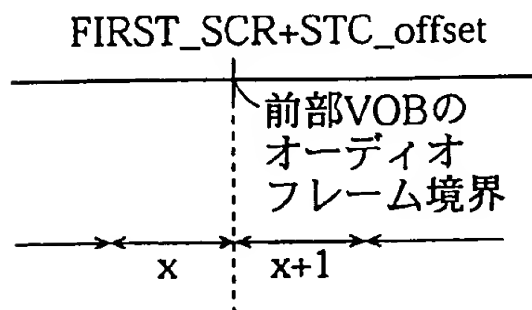 FIRST_SCR+STC_offset
前部VOBの
オーディオ
フレーム境界
x
x+1